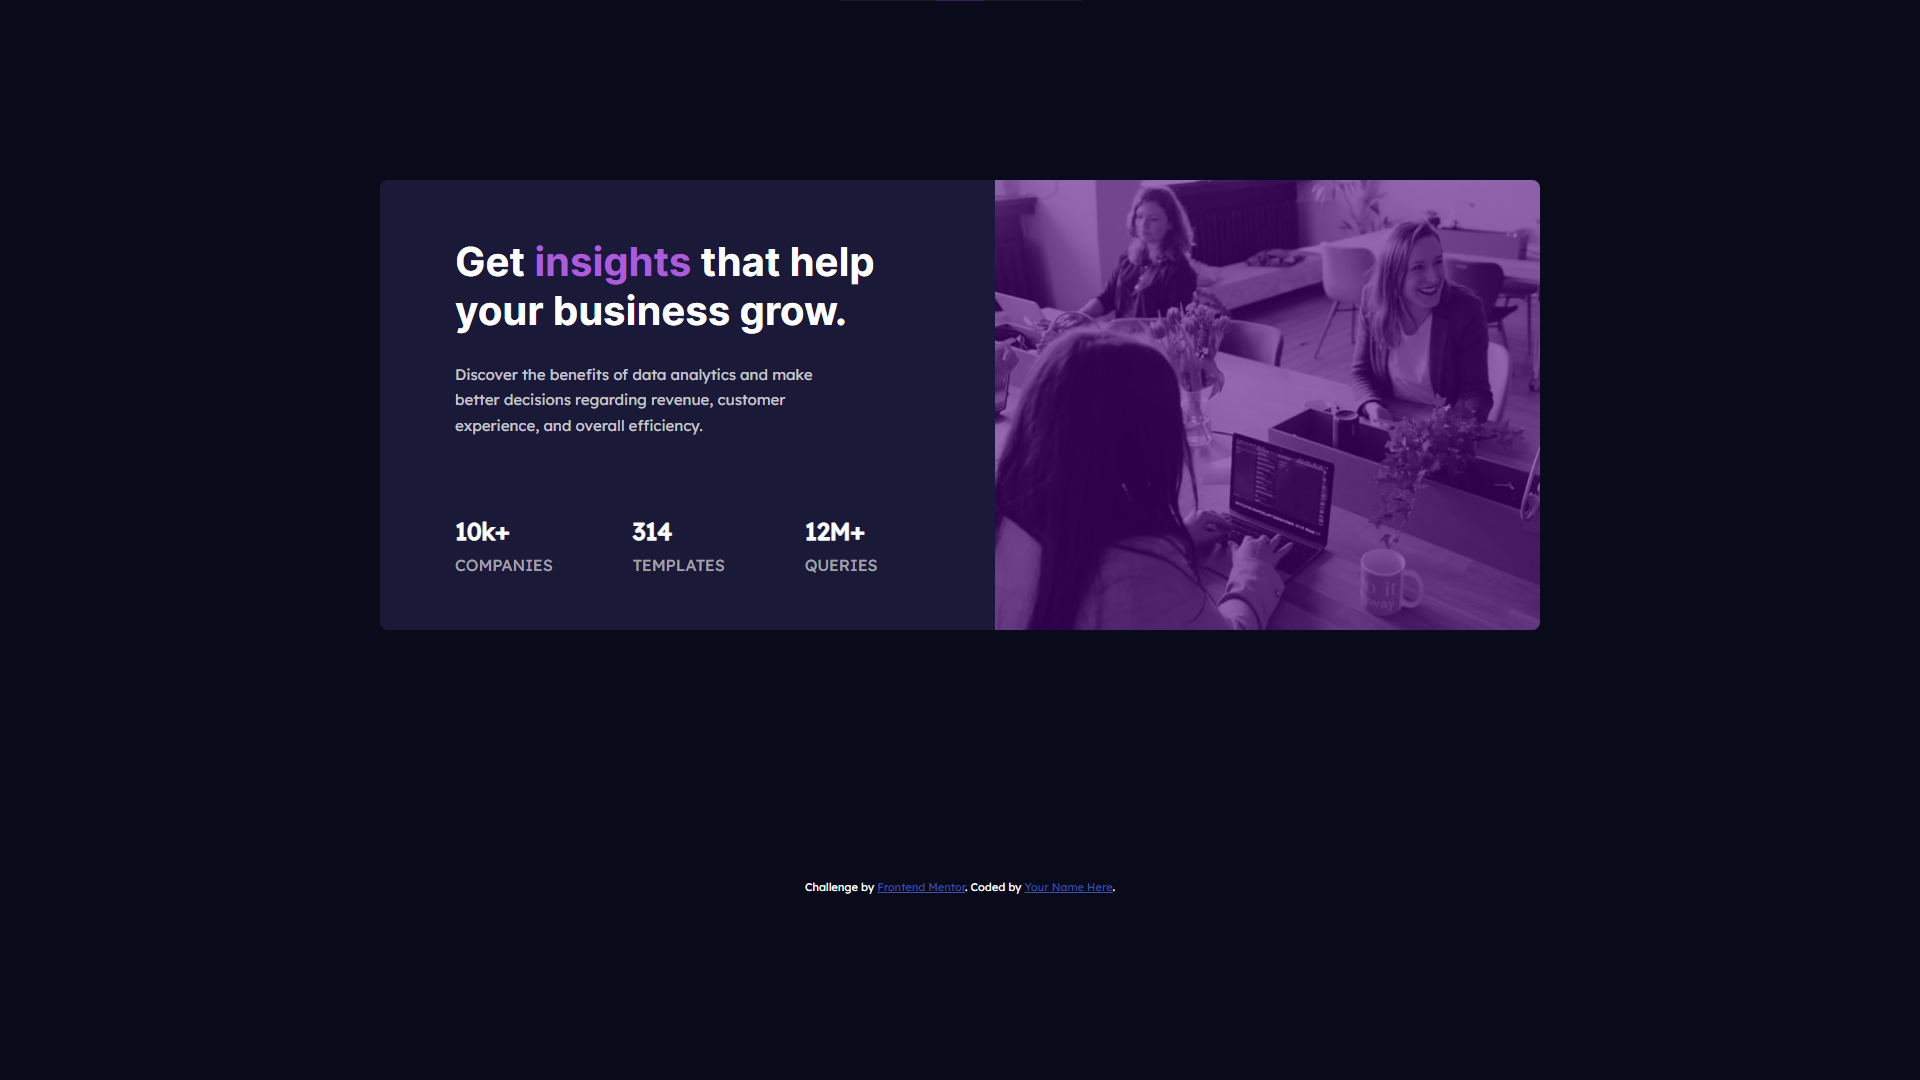 Get insights that help
your business grow.
Discover the benefits of data analytics and make
better decisions regarding revenue, customer
experience, and overall efficiency.
10k+ 314 12M+
COMPANIES TEMPLATES QUERIES
Challenge by Frontend Mentor. Coded by Your Name Here.